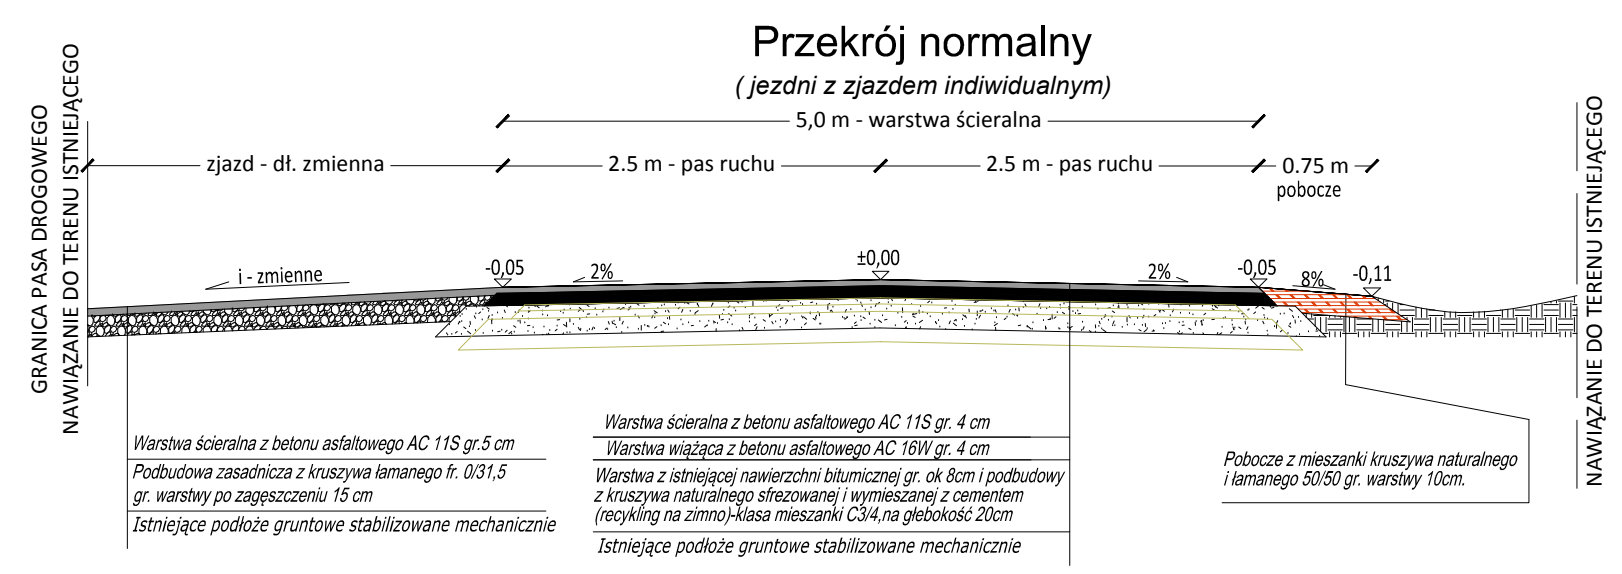 Przekrój normalny
( jezdni z zjazdem indiwidualnym)
5,0 m - warstwa ścieralna
zjazd - dł. zmienna
2.5 m - pas ruchu
2.5 m - pas ruchu
0.75 m
pobocze
GRANICA PASA DROGOWEGO
NAWIĄZANIE DO TERENU ISTNIEJĄCEGO
i - zmienne
-0,05
2%
±0,00
2%
-0,05
8%
-0,11
NAWIĄZANIE DO TERENU ISTNIEJĄCEGO
Warstwa ścieralna z betonu asfaltowego AC 11S gr.5 cm
Podbudowa zasadnicza z kruszywa łamanego fr. 0/31,5
gr. warstwy po zagęszczeniu 15 cm
Istniejące podłoże gruntowe stabilizowane mechanicznie
Warstwa ścieralna z betonu asfaltowego AC 11S gr. 4 cm
Warstwa wiążąca z betonu asfaltowego AC 16W gr. 4 cm
Warstwa z istniejącej nawierzchni bitumicznej gr. ok 8cm i podbudowy
z kruszywa naturalnego sfrezowanej i wymieszanej z cementem
(recykling na zimno)-klasa mieszanki C3/4,na głebokość 20cm
Istniejące podłoże gruntowe stabilizowane mechanicznie
Pobocze z mieszanki kruszywa naturalnego
i łamanego 50/50 gr. warstwy 10cm.